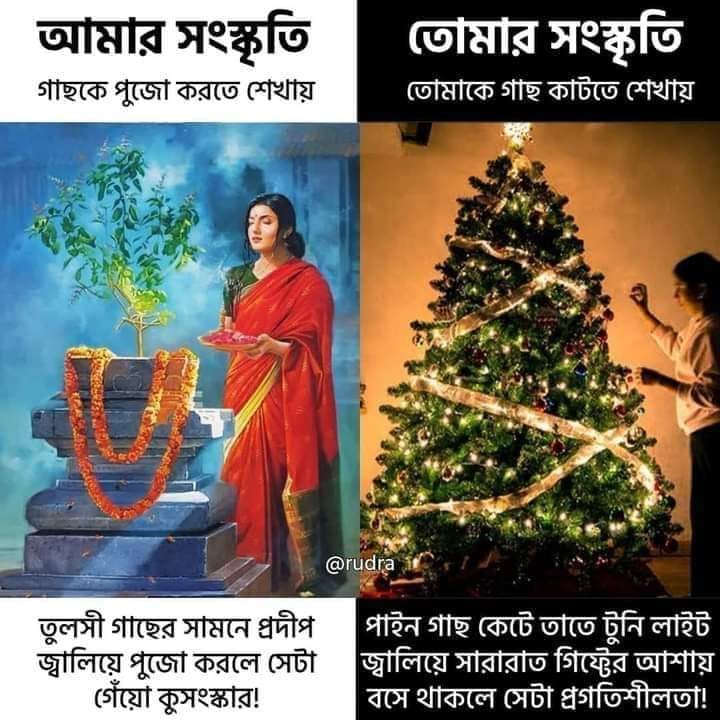 আমার সংস্কৃতি
গাছকে পুজো করতে শেখায়
তোমার সংস্কৃতি
তোমাকে গাছ কাটতে শেখায়
@rudra
তুলসী গাছের সামনে প্রদীপ
জ্বালিয়ে পুজো করলে সেটা
গেঁয়ো কুসংস্কার!
পাইন গাছ কেটে তাতে টুনি লাইট
জ্বালিয়ে সারারাত গিফ্টের আশায়
বসে থাকলে সেটা প্রগতিশীলতা!